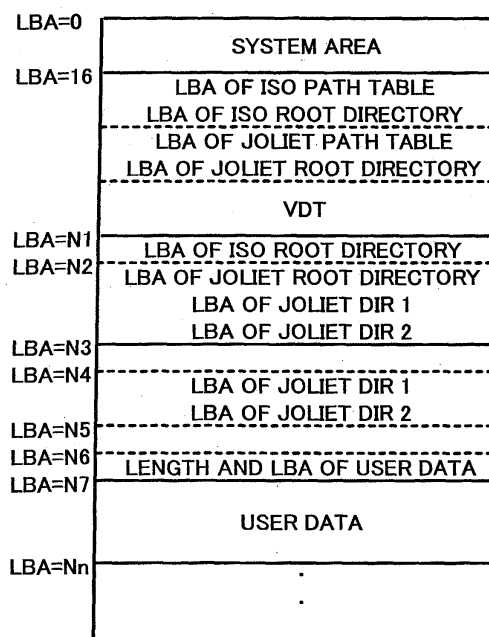 LBA=0
SYSTEM AREA
LBA=16
LBA OF ISO PATH TABLE
LBA OF ISO ROOT DIRECTORY
LBA OF JOLIET PATH TABLE
LBA OF JOLIET ROOT DIRECTORY
VDT
LBA=N1
LBA OF ISO ROOT DIRECTORY
LBA=N2
LBA OF JOLIET ROOT DIRECTORY
LBA OF JOLIET DIR 1
LBA OF JOLIET DIR 2
LBA=N3
LBA=N4
LBA OF JOLIET DIR 1
LBA OF JOLIET DIR 2
LBA=N5
LBA=N6
LENGTH AND LBA OF USER DATA
LBA=N7
USER DATA
LBA=Nn